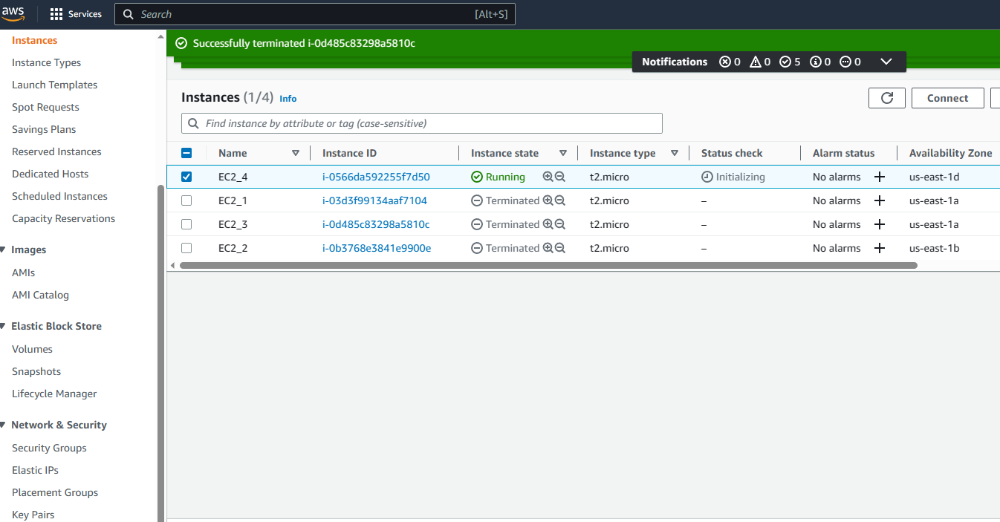 aws
Services
Search [Alt+S]
Instances
Instance Types
Launch Templates
Spot Requests
Savings Plans
Reserved Instances
Dedicated Hosts
Scheduled Instances
Capacity Reservations
Images
AMIs
AMI Catalog
Elastic Block Store
Volumes
Snapshots
Lifecycle Manager
Network & Security
Security Groups
Elastic IPs
Placement Groups
Key Pairs
Successfully terminated i-0d485c83298a5810c
Notifications 0 0 5 0 0
Instances (1/4) Info
Connect
Find instance by attribute or tag (case-sensitive)
Name Instance ID Instance state Instance type Status check Alarm status Availability Zone
EC2_4 i-0566da592255f7d50 Running t2.micro Initializing No alarms + us-east-1d
EC2_1 i-03d3f99134aaf7104 Terminated t2.micro – No alarms + us-east-1a
EC2_3 i-0d485c83298a5810c Terminated t2.micro – No alarms + us-east-1a
EC2_2 i-0b3768e3841e9900e Terminated t2.micro – No alarms + us-east-1b